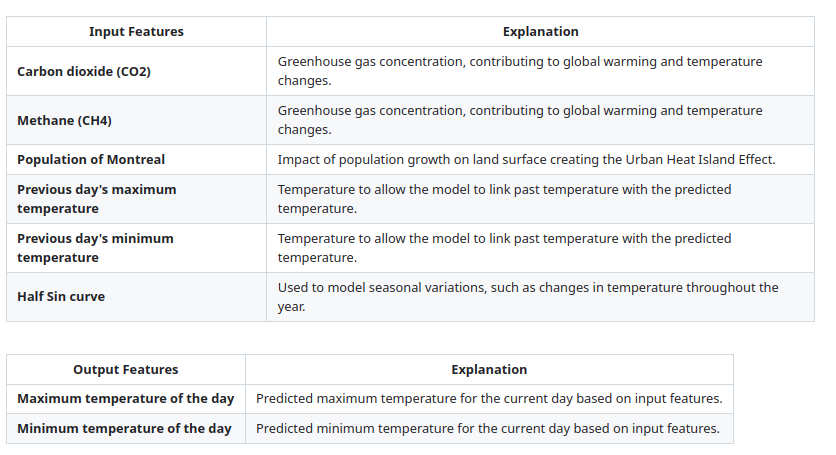 Input Features Explanation
Carbon dioxide (CO2) Greenhouse gas concentration, contributing to global warming and temperature
changes.
Methane (CH4) Greenhouse gas concentration, contributing to global warming and temperature
changes.
Population of Montreal Impact of population growth on land surface creating the Urban Heat Island Effect.
Previous day's maximum
temperature
Temperature to allow the model to link past temperature with the predicted
temperature.
Previous day's minimum
temperature
Temperature to allow the model to link past temperature with the predicted
temperature.
Half Sin curve Used to model seasonal variations, such as changes in temperature throughout the
year.
Output Features Explanation
Maximum temperature of the day Predicted maximum temperature for the current day based on input features.
Minimum temperature of the day Predicted minimum temperature for the current day based on input features.